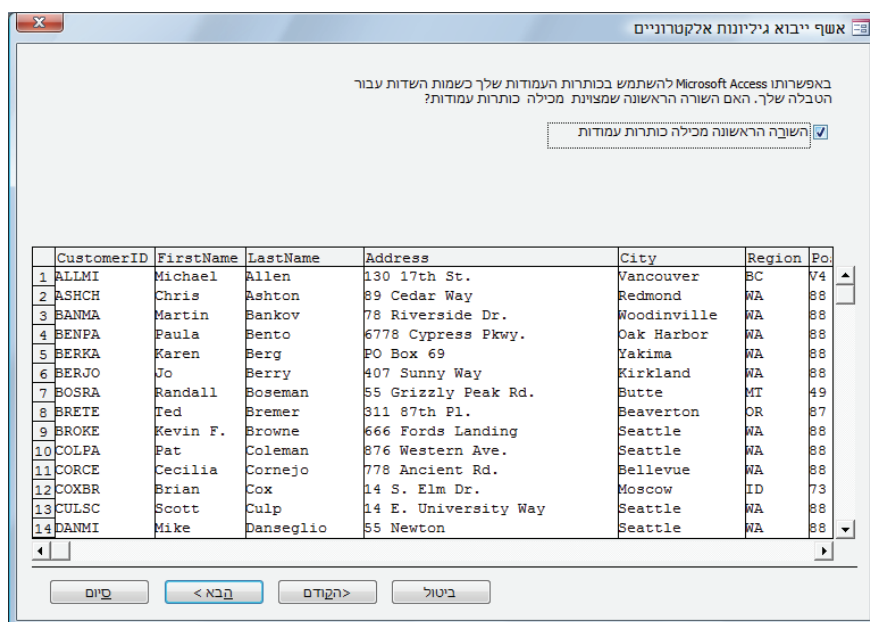 אשף ייבוא גיליונות אלקטרוניים
באפשרותו Microsoft Access להשתמש בכותרות העמודות שלך כשמות השדות עבור
הטבלה שלך. האם השורה הראשונה שמצוינת מכילה כותרות עמודות?
השורה הראשונה מכילה כותרות עמודות
CustomerID FirstName LastName Address City Region Po
1 ALLMI Michael Allen 130 17th St. Vancouver BC V4
2 ASHCH Chris Ashton 89 Cedar Way Redmond WA 88
3 BANMA Martin Bankov 78 Riverside Dr. Woodinville WA 88
4 BENPA Paula Bento 6778 Cypress Pkwy. Oak Harbor WA 88
5 BERKA Karen Berg PO Box 69 Yakima WA 88
6 BERJO Jo Berry 407 Sunny Way Kirkland WA 88
7 BOSRA Randall Boseman 55 Grizzly Peak Rd. Butte MT 49
8 BRETE Ted Bremer 311 87th Pl. Beaverton OR 87
9 BROKE Kevin F. Browne 666 Fords Landing Seattle WA 88
10 COLPA Pat Coleman 876 Western Ave. Seattle WA 88
11 CORCE Cecilia Cornejo 778 Ancient Rd. Bellevue WA 88
12 COXBR Brian Cox 14 S. Elm Dr. Moscow ID 73
13 CULSC Scott Culp 14 E. University Way Seattle WA 88
14 DANMI Mike Danseglio 55 Newton Seattle WA 88
ביטול <הקודם הבא > סיום